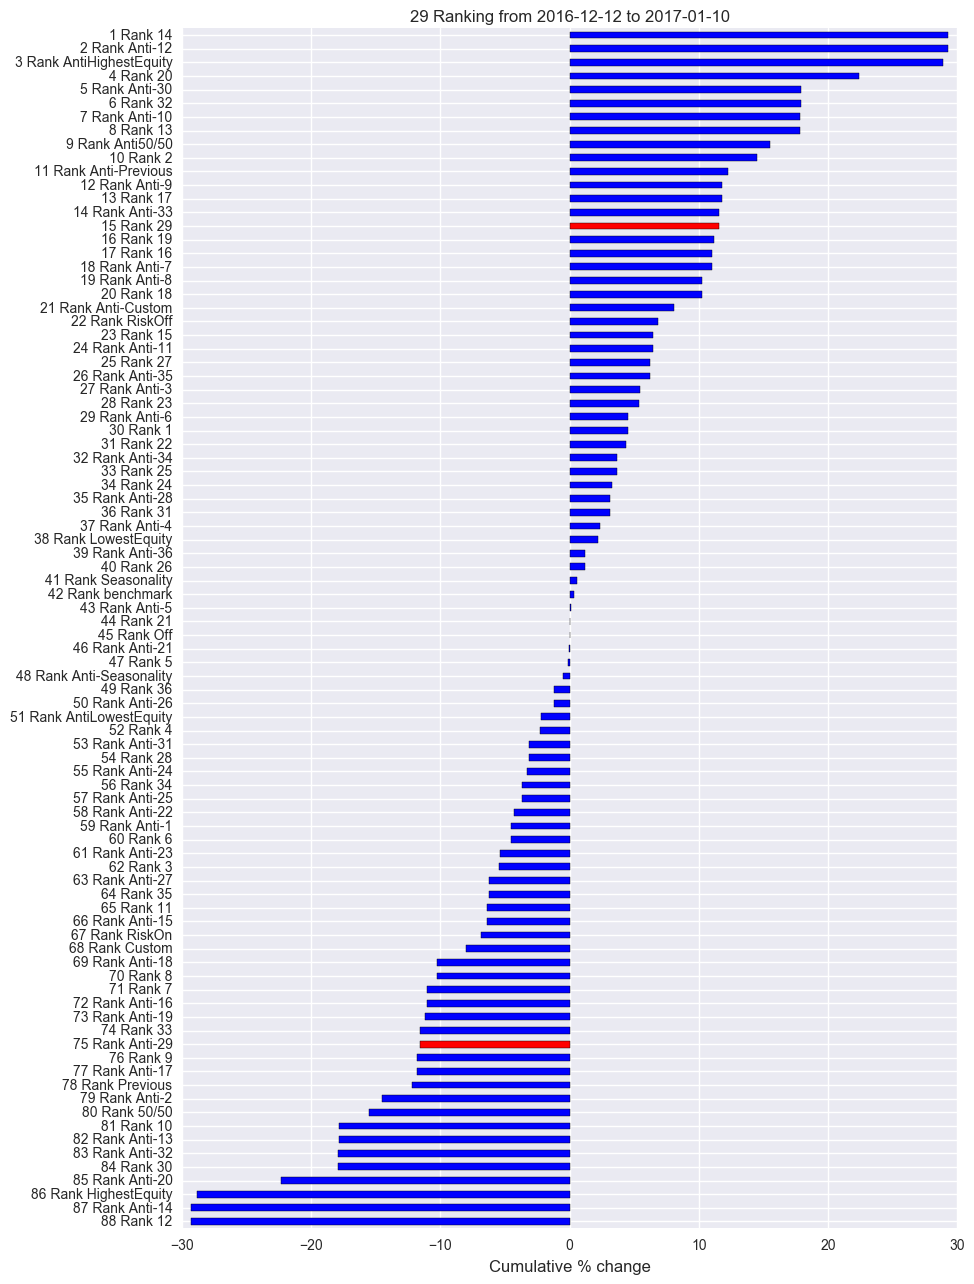 29 Ranking from 2016-12-12 to 2017-01-10
1 Rank 14
2 Rank Anti-12
3 Rank AntiHighestEquity
4 Rank 20
5 Rank Anti-30
6 Rank 32
7 Rank Anti-10
8 Rank 13
9 Rank Anti50/50
10 Rank 2
11 Rank Anti-Previous
12 Rank Anti-9
13 Rank 17
14 Rank Anti-33
15 Rank 29
16 Rank 19
17 Rank 16
18 Rank Anti-7
19 Rank Anti-8
20 Rank 18
21 Rank Anti-Custom
22 Rank RiskOff
23 Rank 15
24 Rank Anti-11
25 Rank 27
26 Rank Anti-35
27 Rank Anti-3
28 Rank 23
29 Rank Anti-6
30 Rank 1
31 Rank 22
32 Rank Anti-34
33 Rank 25
34 Rank 24
35 Rank Anti-28
36 Rank 31
37 Rank Anti-4
38 Rank LowestEquity
39 Rank Anti-36
40 Rank 26
41 Rank Seasonality
42 Rank benchmark
43 Rank Anti-5
44 Rank 21
45 Rank Off
46 Rank Anti-21
47 Rank 5
48 Rank Anti-Seasonality
49 Rank 36
50 Rank Anti-26
51 Rank AntiLowestEquity
52 Rank 4
53 Rank Anti-31
54 Rank 28
55 Rank Anti-24
56 Rank 34
57 Rank Anti-25
58 Rank Anti-22
59 Rank Anti-1
60 Rank 6
61 Rank Anti-23
62 Rank 3
63 Rank Anti-27
64 Rank 35
65 Rank 11
66 Rank Anti-15
67 Rank RiskOn
68 Rank Custom
69 Rank Anti-18
70 Rank 8
71 Rank 7
72 Rank Anti-16
73 Rank Anti-19
74 Rank 33
75 Rank Anti-29
76 Rank 9
77 Rank Anti-17
78 Rank Previous
79 Rank Anti-2
80 Rank 50/50
81 Rank 10
82 Rank Anti-13
83 Rank Anti-32
84 Rank 30
85 Rank Anti-20
86 Rank HighestEquity
87 Rank Anti-14
88 Rank 12
−30 −20 −10 0 10 20 30
Cumulative % change